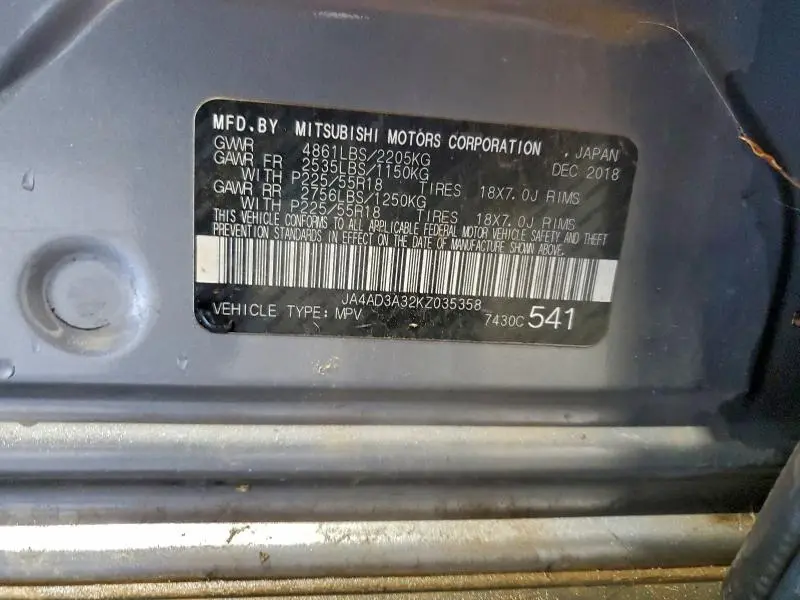 MFD.BY MITSUBISHI MOTORS CORPORATION , JAPAN
GVWR 4861LBS/2205KG DEC 2018
GAWR FR 2535LBS/1150KG
WITH P225/55R18 TIRES 18X7.0J RIMS
GAWR RR 2756LBS/1250KG
WITH P225/55R18 TIRES 18X7.0J RIMS
THIS VEHICLE CONFORMS TO ALL APPLICABLE FEDERAL MOTOR VEHICLE SAFETY AND THEFT
PREVENTION STANDARDS IN EFFECT ON THE DATE OF MANUFACTURE SHOWN ABOVE.
JA4AD3A32KZ035358
VEHICLE TYPE:MPV 7430C 541